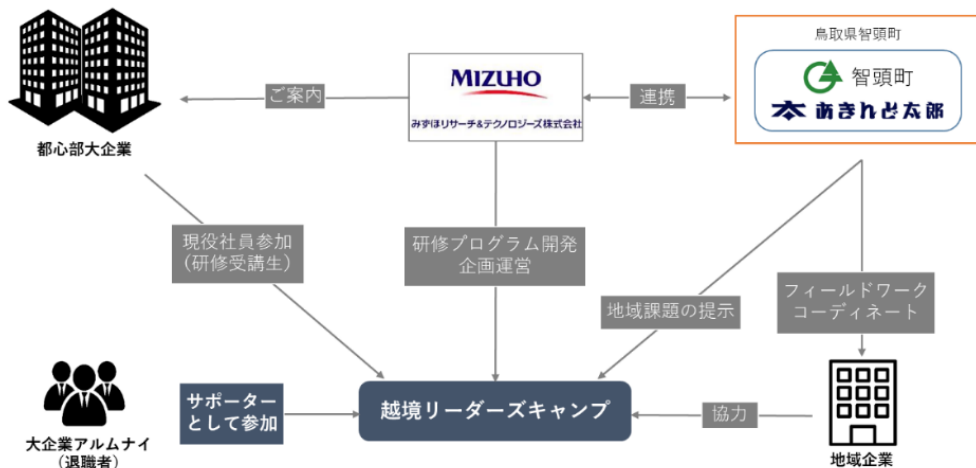 鳥取県智頭町
智頭町
あきんど太郎
MIZUHO
みずほリサーチ&テクノロジーズ株式会社
ご案内
連携
都心部大企業
現役社員参加
(研修受講生)
研修プログラム開発
企画運営
地域課題の提示
フィールドワーク
コーディネート
サポーター
として参加
越境リーダーズキャンプ
協力
大企業アルムナイ
(退職者)
地域企業